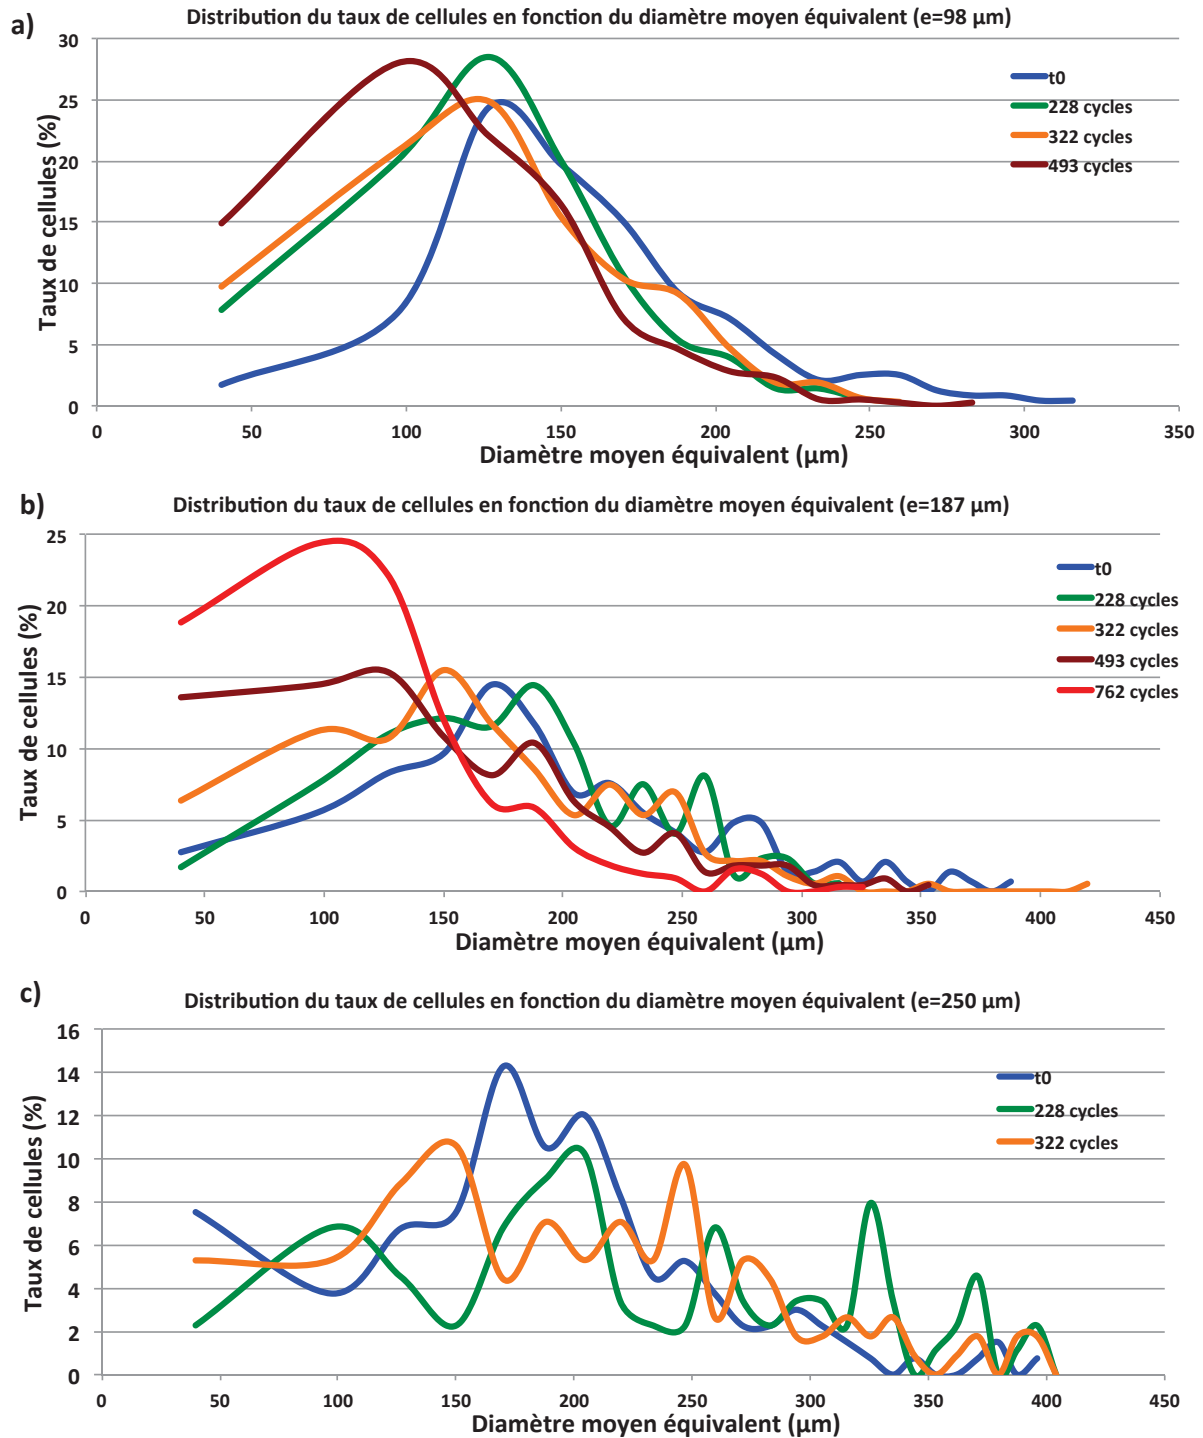 a)
Distribution du taux de cellules en fonction du diamètre moyen équivalent (e=98 µm)
30
25
20
15
10
5
0
Taux de cellules (%)
t0
228 cycles
322 cycles
493 cycles
0 50 100 150 200 250 300 350
Diamètre moyen équivalent (µm)
b)
Distribution du taux de cellules en fonction du diamètre moyen équivalent (e=187 µm)
25
20
15
10
5
0
Taux de cellules (%)
t0
228 cycles
322 cycles
493 cycles
762 cycles
0 50 100 150 200 250 300 350 400 450
Diamètre moyen équivalent (µm)
c)
Distribution du taux de cellules en fonction du diamètre moyen équivalent (e=250 µm)
16
14
12
10
8
6
4
2
0
Taux de cellules (%)
t0
228 cycles
322 cycles
0 50 100 150 200 250 300 350 400 450
Diamètre moyen équivalent (µm)